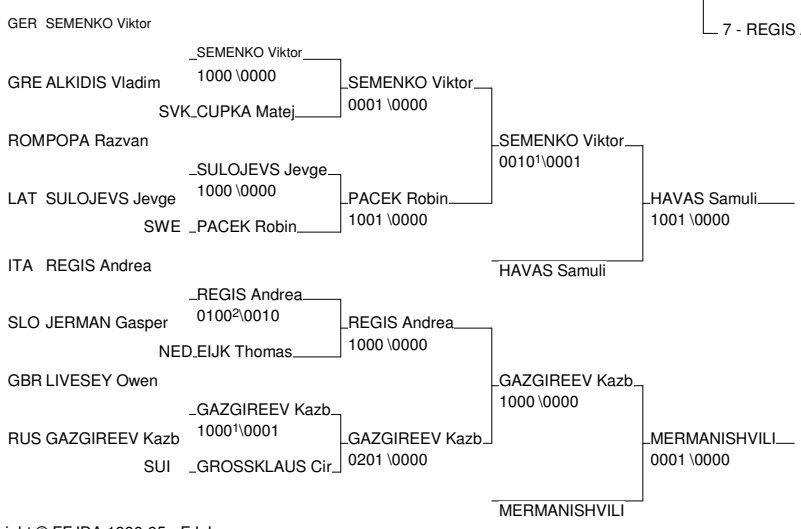 GER SEMENKO Viktor
7 - REGIS
SEMENKO Viktor
1000 \0000
GRE ALKIDIS Vladim
SEMENKO Viktor
0001 \0000
SVK CUPKA Matej
ROM POPA Razvan
SEMENKO Viktor
0010¹\0001
SULOJEVS Jevge
1000 \0000
LAT SULOJEVS Jevge
PACEK Robin
1001 \0000
HAVAS Samuli
1001 \0000
SWE PACEK Robin
ITA REGIS Andrea
HAVAS Samuli
REGIS Andrea
0100²\0010
SLO JERMAN Gasper
REGIS Andrea
1000 \0000
NED EIJK Thomas
GBR LIVESEY Owen
GAZGIREEV Kazb
1000 \0000
GAZGIREEV Kazb
1000¹\0001
RUS GAZGIREEV Kazb
GAZGIREEV Kazb
0201 \0000
MERMANISHVILI
0001 \0000
SUI GROSSKLAUS Cir
MERMANISHVILI